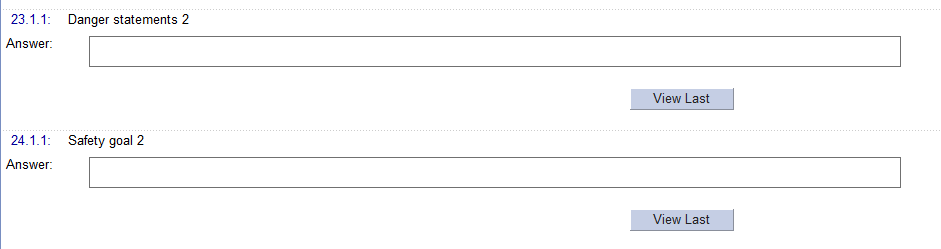 23.1.1: Danger statements 2
Answer:
View Last
24.1.1: Safety goal 2
Answer:
View Last